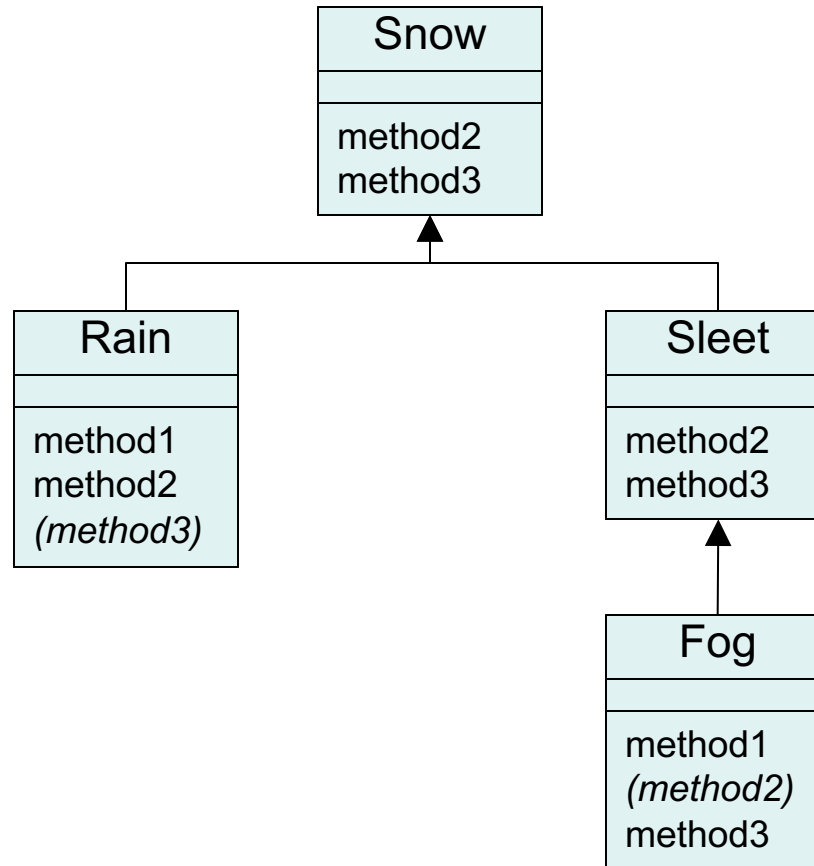 Snow
method2
method3
Rain
method1
method2
(method3)
Sleet
method2
method3
Fog
method1
(method2)
method3